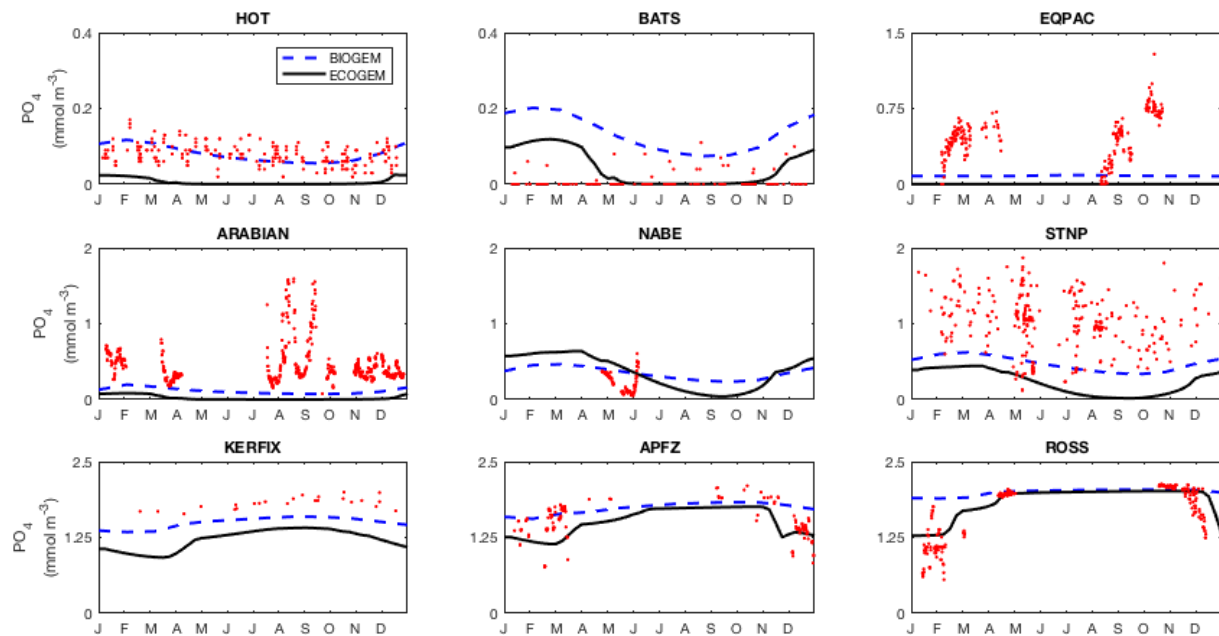 HOT
BATS
EQPAC
PO4
(mmol m-3)
0.4
0.2
0
BIOGEM
ECOGEM
J F M A M J J A S O N D
0.4
0.2
0
J F M A M J J A S O N D
1.5
0.75
0
J F M A M J J A S O N D
ARABIAN
NABE
STNP
PO4
(mmol m-3)
2
1
0
J F M A M J J A S O N D
2
1
0
J F M A M J J A S O N D
2
1
0
J F M A M J J A S O N D
KERFIX
APFZ
ROSS
PO4
(mmol m-3)
2.5
1.25
0
J F M A M J J A S O N D
2.5
1.25
0
J F M A M J J A S O N D
2.5
1.25
0
J F M A M J J A S O N D